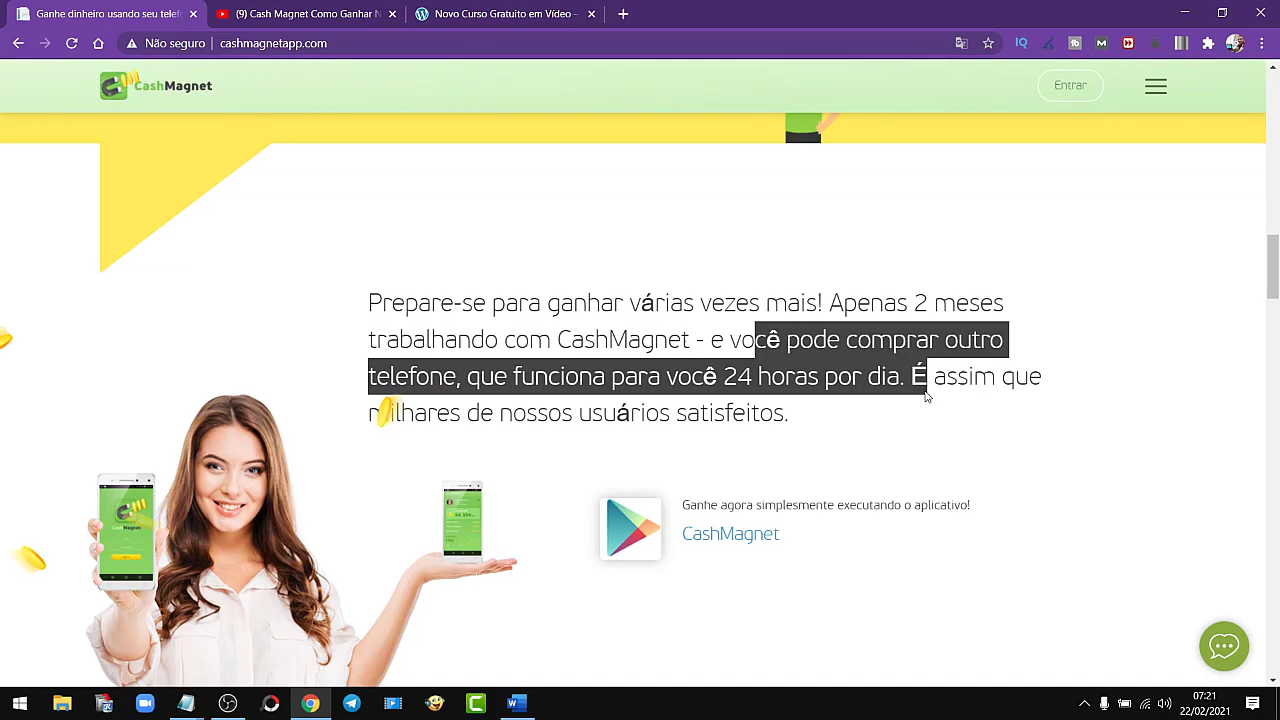 Ganhe dinheiro usando seu telef
(9) Cash Magnet Como Ganhar N
Novo Curso Gratuito em Vídeo –
Não seguro
cashmagnetapp.com
CashMagnet
Entrar
Prepare-se para ganhar várias vezes mais! Apenas 2 meses
trabalhando com CashMagnet - e você pode comprar outro
telefone, que funciona para você 24 horas por dia. É assim que
milhares de nossos usuários satisfeitos.
Ganhe agora simplesmente executando o aplicativo!
CashMagnet
07:21
22/02/2021